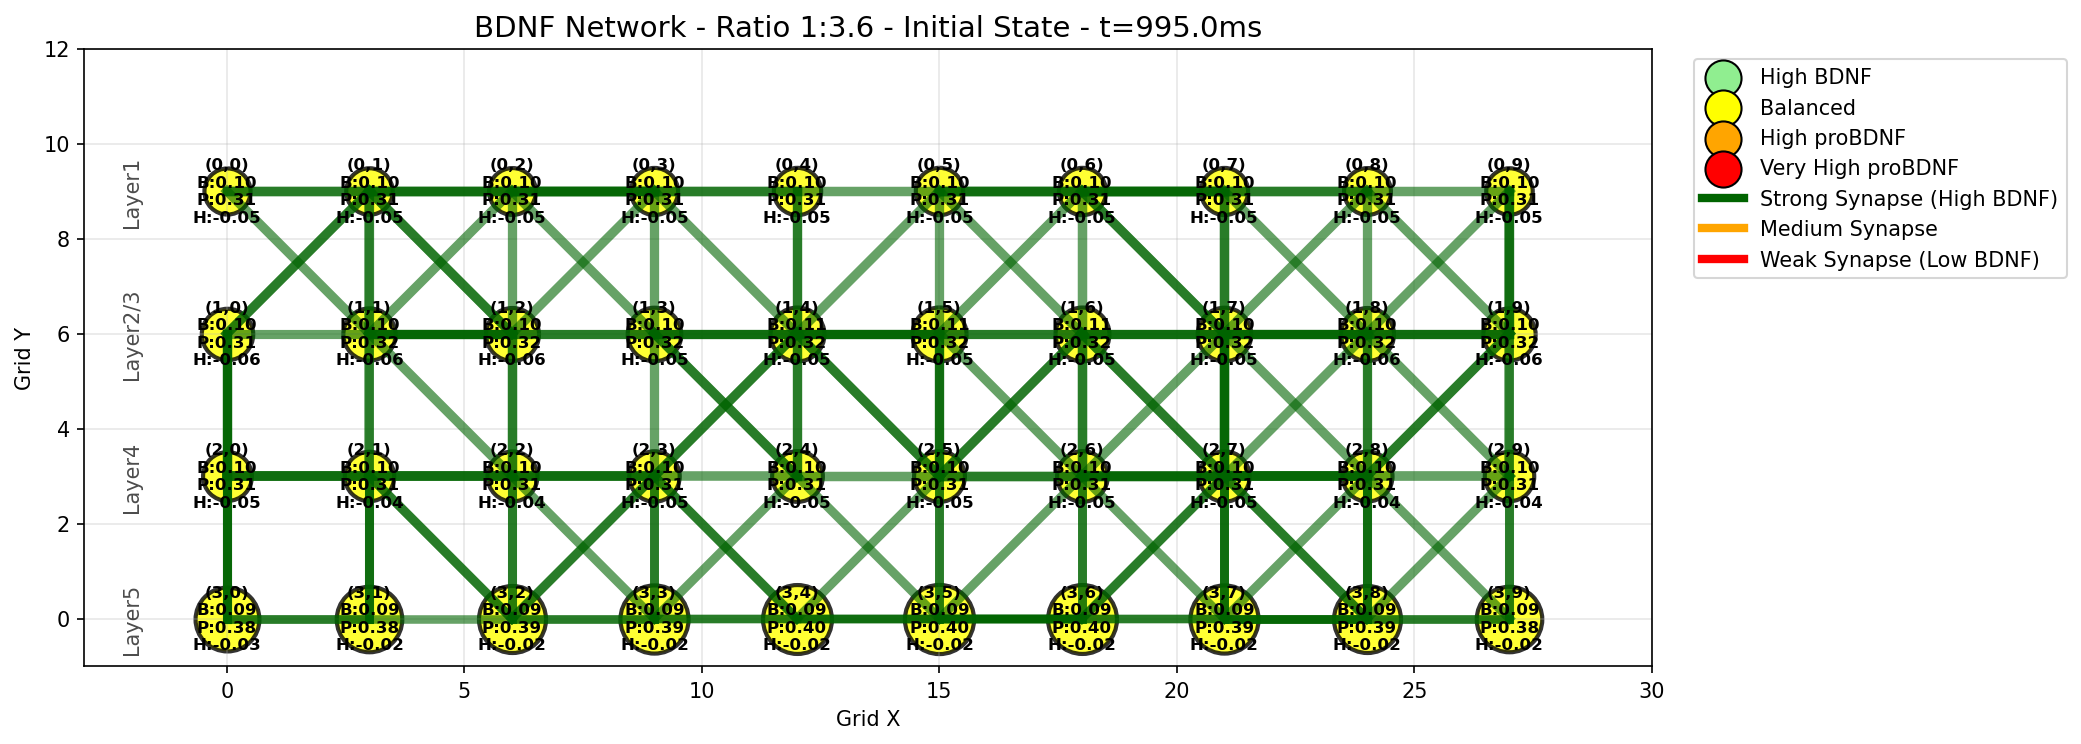 BDNF Network - Ratio 1:3.6 - Initial State - t=995.0ms
12
10
8
6
4
2
0
Grid Y
Layer1
Layer2/3
Layer4
Layer5
(0,0) (0,1) (0,2) (0,3) (0,4) (0,5) (0,6) (0,7) (0,8) (0,9)
B:0.10 B:0.10 B:0.10 B:0.10 B:0.10 B:0.10 B:0.10 B:0.10 B:0.10 B:0.10
P:0.31 P:0.31 P:0.31 P:0.31 P:0.31 P:0.31 P:0.31 P:0.31 P:0.31 P:0.31
H:-0.05 H:-0.05 H:-0.05 H:-0.05 H:-0.05 H:-0.05 H:-0.05 H:-0.05 H:-0.05 H:-0.05
(1,0) (1,1) (1,2) (1,3) (1,4) (1,5) (1,6) (1,7) (1,8) (1,9)
B:0.10 B:0.10 B:0.10 B:0.10 B:0.11 B:0.11 B:0.11 B:0.10 B:0.10 B:0.10
P:0.31 P:0.32 P:0.32 P:0.32 P:0.32 P:0.32 P:0.32 P:0.32 P:0.32 P:0.32
H:-0.06 H:-0.06 H:-0.06 H:-0.05 H:-0.05 H:-0.05 H:-0.05 H:-0.05 H:-0.06 H:-0.06
(2,0) (2,1) (2,2) (2,3) (2,4) (2,5) (2,6) (2,7) (2,8) (2,9)
B:0.10 B:0.10 B:0.10 B:0.10 B:0.10 B:0.10 B:0.10 B:0.10 B:0.10 B:0.10
P:0.31 P:0.31 P:0.31 P:0.31 P:0.31 P:0.31 P:0.31 P:0.31 P:0.31 P:0.31
H:-0.05 H:-0.04 H:-0.04 H:-0.05 H:-0.05 H:-0.05 H:-0.05 H:-0.05 H:-0.04 H:-0.04
(3,0) (3,1) (3,2) (3,3) (3,4) (3,5) (3,6) (3,7) (3,8) (3,9)
B:0.09 B:0.09 B:0.09 B:0.09 B:0.09 B:0.09 B:0.09 B:0.09 B:0.09 B:0.09
P:0.38 P:0.38 P:0.39 P:0.39 P:0.40 P:0.40 P:0.40 P:0.39 P:0.39 P:0.38
H:-0.03 H:-0.02 H:-0.02 H:-0.02 H:-0.02 H:-0.02 H:-0.02 H:-0.02 H:-0.02 H:-0.02
0 5 10 15 20 25 30
Grid X
High BDNF
Balanced
High proBDNF
Very High proBDNF
Strong Synapse (High BDNF)
Medium Synapse
Weak Synapse (Low BDNF)